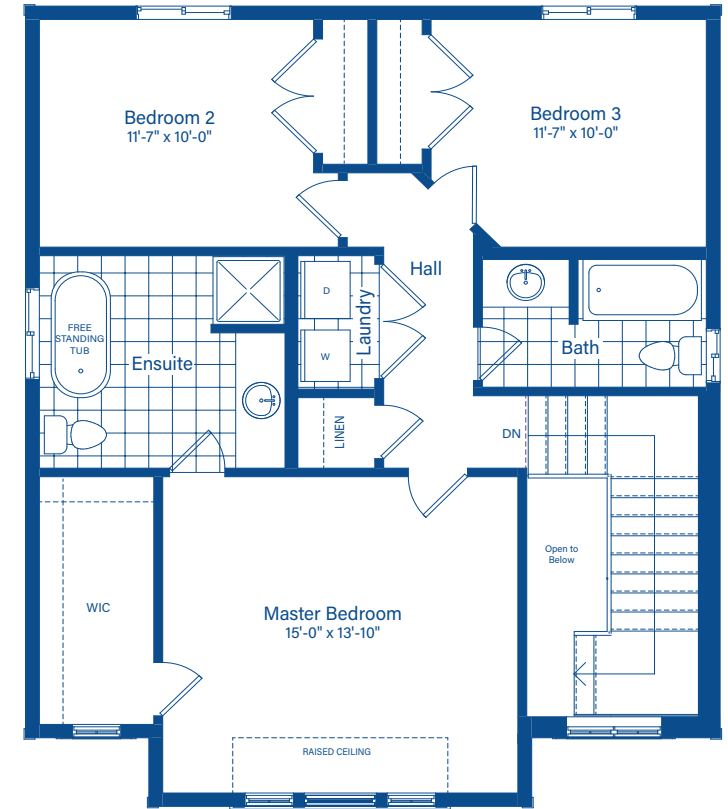 Bedroom 2
11'-7" x 10'-0"
Bedroom 3
11'-7" x 10'-0"
Hall
D
W
Laundry
FREE
STANDING
TUB
Ensuite
Bath
LINEN
DN
Open to
Below
WIC
Master Bedroom
15'-0" x 13'-10"
RAISED CEILING